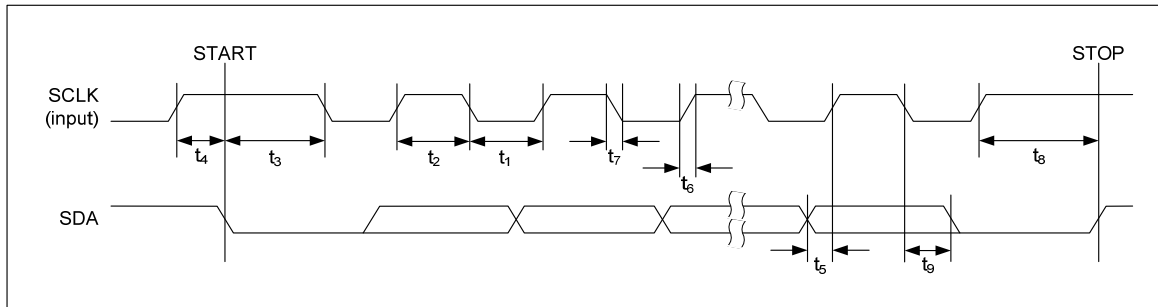 START STOP
SCLK
(input)
t4 t3 t2 t1 t7 t6 t8
SDA
t5 t9